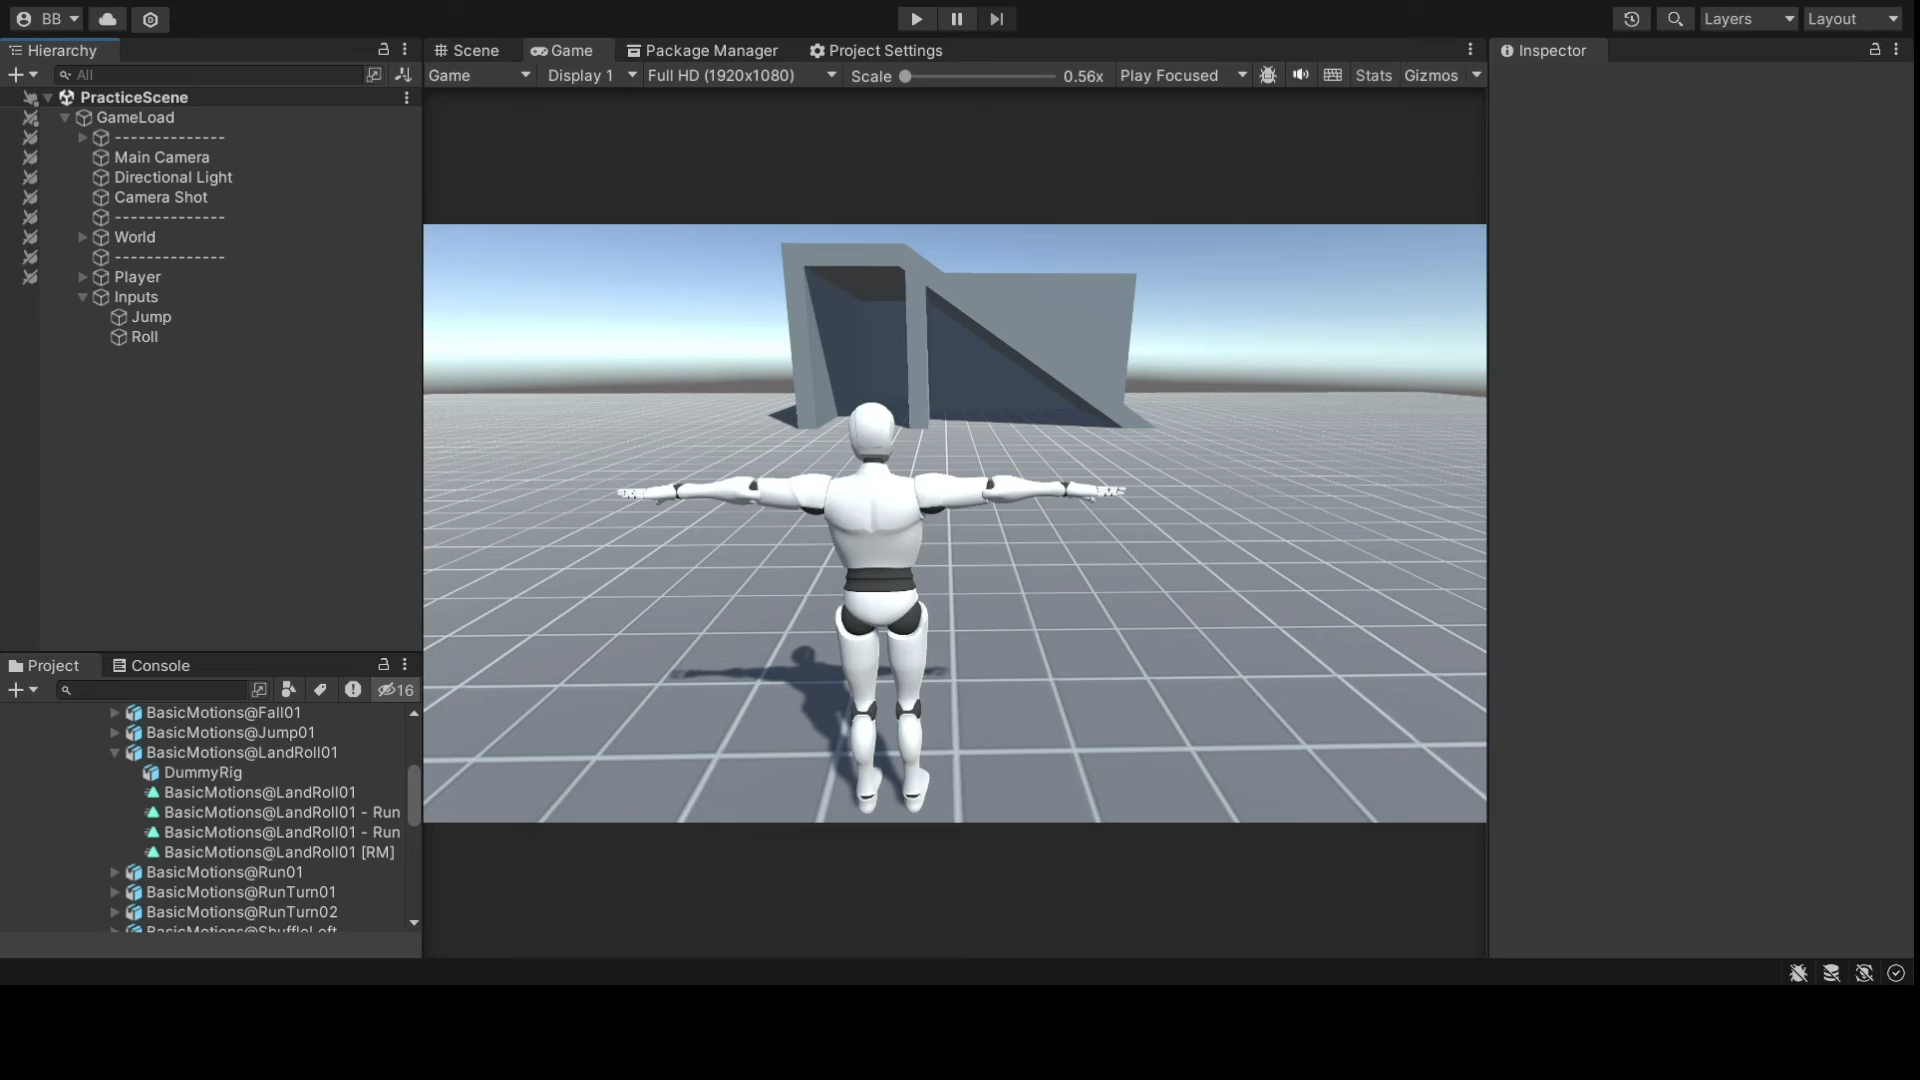 BB
Layers
Layout
Hierarchy
Scene
Game
Package Manager
Project Settings
Inspector
All
Game
Display 1
Full HD (1920x1080)
Scale
0.56x
Play Focused
Stats
Gizmos
PracticeScene
GameLoad
--------------
Main Camera
Directional Light
Camera Shot
--------------
World
--------------
Player
Inputs
Jump
Roll
Project
Console
16
BasicMotions@Fall01
BasicMotions@Jump01
BasicMotions@LandRoll01
DummyRig
BasicMotions@LandRoll01
BasicMotions@LandRoll01 - Run
BasicMotions@LandRoll01 - Run
BasicMotions@LandRoll01 [RM]
BasicMotions@Run01
BasicMotions@RunTurn01
BasicMotions@RunTurn02
BasicMotions@ShuffleLeft